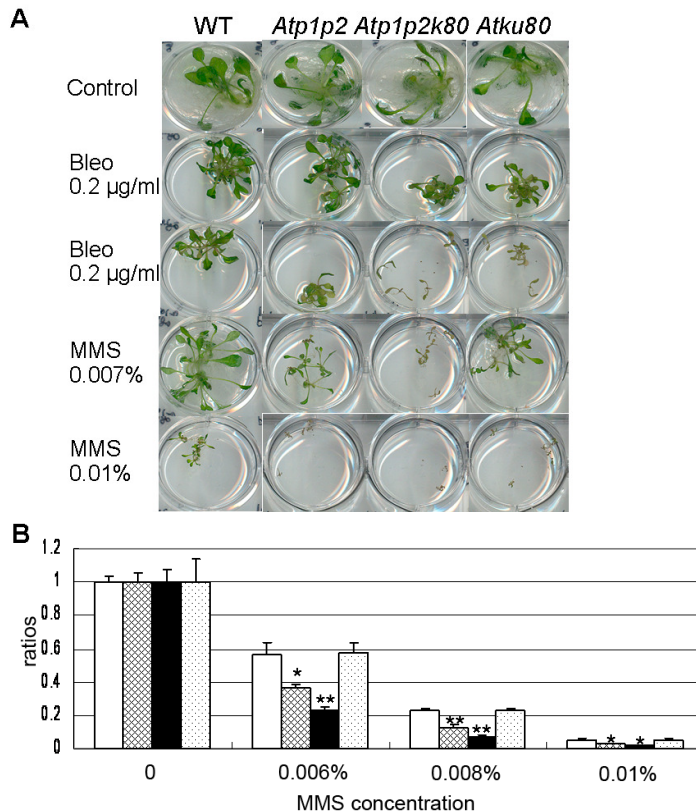 A
WT Atp1p2 Atp1p2k80 Atku80
Control
Bleo
0.2 µg/ml
Bleo
0.2 µg/ml
MMS
0.007%
MMS
0.01%
B
1.2
1
0.8
0.6
0.4
0.2
0
ratios
* ** ** ** * *
0 0.006% 0.008% 0.01%
MMS concentration